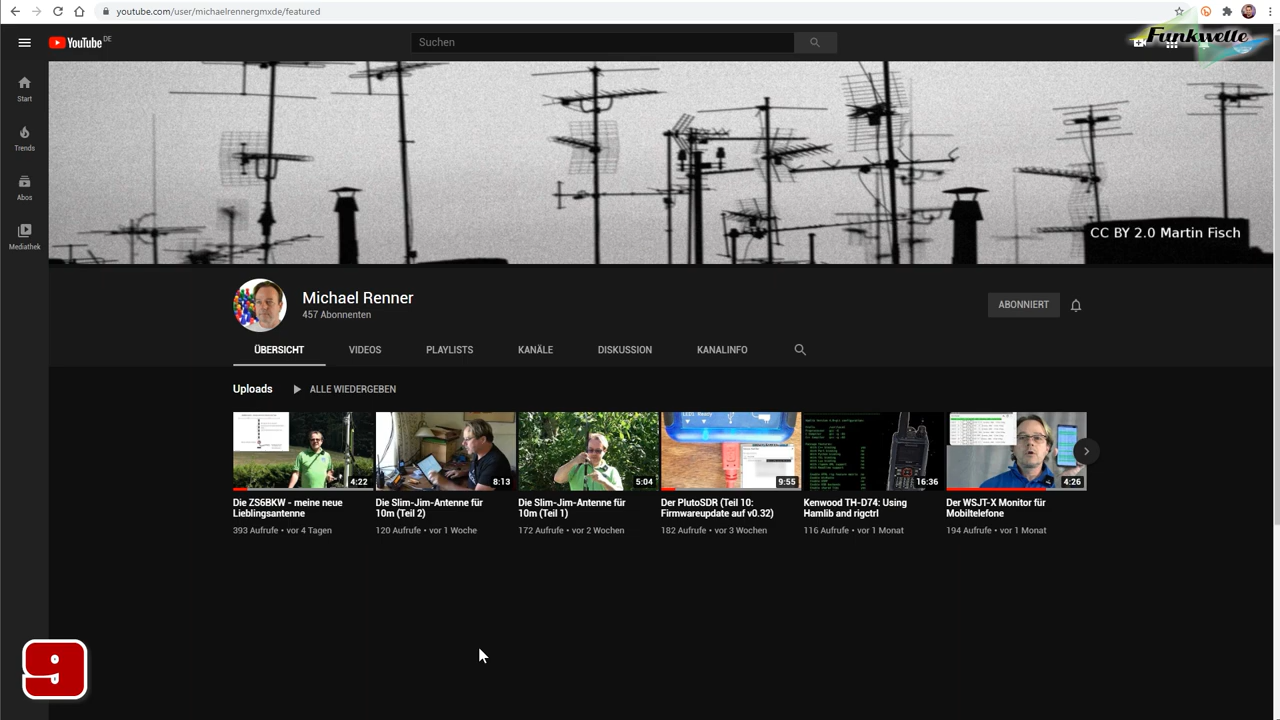 youtube.com/user/michaelrennergmxde/featured
YouTube DE
Suchen
Funkwelle
Start
Trends
Abos
Mediathek
CC BY 2.0 Martin Fisch
Michael Renner
457 Abonnenten
ABONNIERT
ÜBERSICHT VIDEOS PLAYLISTS KANÄLE DISKUSSION KANALINFO
Uploads ALLE WIEDERGEBEN
4:22 8:13 5:04 9:55 16:36 4:26
Die ZS6BKW - meine neue
Lieblingsantenne
393 Aufrufe • vor 4 Tagen
Die Slim-Jim-Antenne für
10m (Teil 2)
120 Aufrufe • vor 1 Woche
Die Slim-Jim-Antenne für
10m (Teil 1)
172 Aufrufe • vor 2 Wochen
Der PlutoSDR (Teil 10:
Firmwareupdate auf v0.32)
182 Aufrufe • vor 3 Wochen
Kenwood TH-D74: Using
Hamlib and rigctrl
116 Aufrufe • vor 1 Monat
Der WSJT-X Monitor für
Mobiltelefone
194 Aufrufe • vor 1 Monat
9